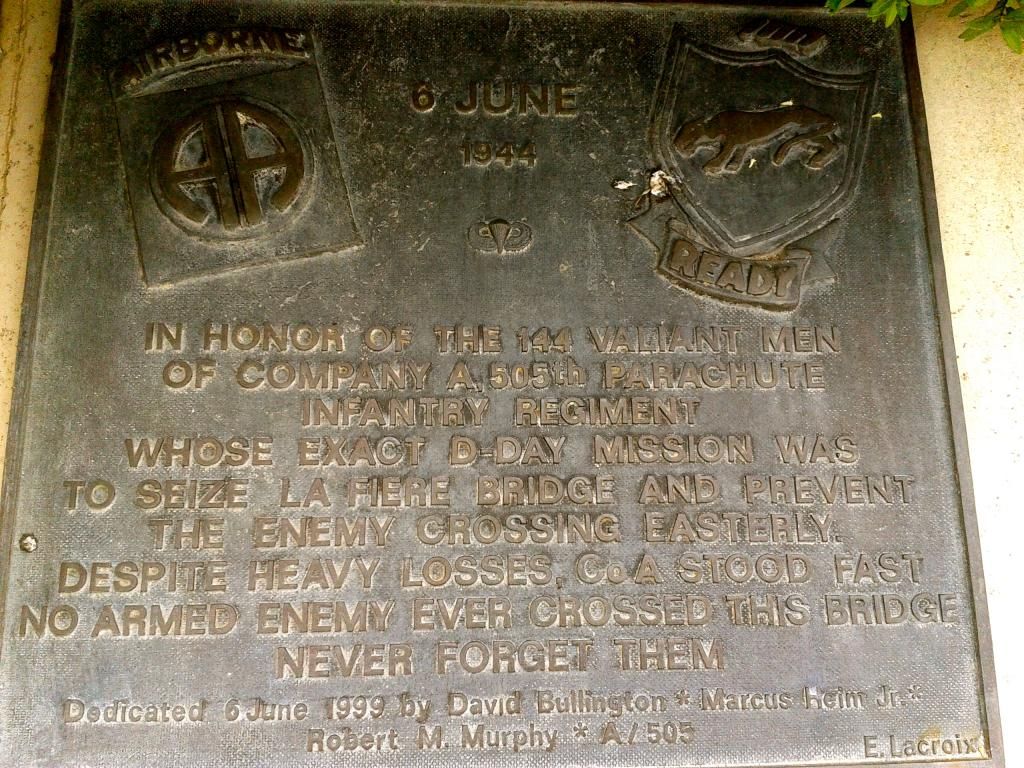 AIRBORNE
AA
6 JUNE
1944
READY
IN HONOR OF THE 144 VALIANT MEN
OF COMPANY A, 505th PARACHUTE
INFANTRY REGIMENT
WHOSE EXACT D-DAY MISSION WAS
TO SEIZE LA FIERE BRIDGE AND PREVENT
THE ENEMY CROSSING EASTERLY.
DESPITE HEAVY LOSSES, Co A STOOD FAST
NO ARMED ENEMY EVER CROSSED THIS BRIDGE
NEVER FORGET THEM
Dedicated 6 June 1999 by David Bullington * Marcus Heim Jr. *
Robert M. Murphy * A/505
E. Lacroix